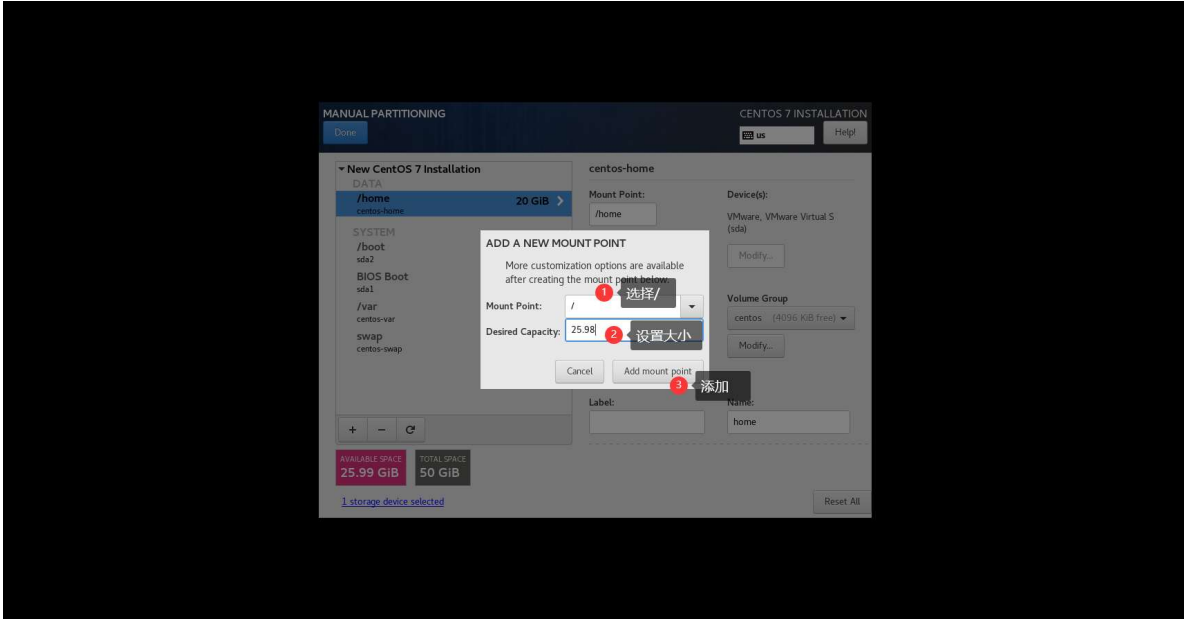 MANUAL PARTITIONING
CENTOS 7 INSTALLATION
Done
us
Help!
New CentOS 7 Installation
DATA
/home
20 GiB
centos-home
SYSTEM
/boot
sda2
BIOS Boot
sda1
/var
centos-var
swap
centos-swap
centos-home
Mount Point:
/home
Device(s):
VMware, VMware Virtual S
(sda)
Modify...
Volume Group
centos (4096 KiB free)
Modify...
Label:
Name:
home
ADD A NEW MOUNT POINT
More customization options are available
after creating the mount point below.
1 选择/
Mount Point: /
Desired Capacity: 25.98
2 设置大小
Cancel
Add mount point
3 添加
+ -
AVAILABLE SPACE
25.99 GiB
TOTAL SPACE
50 GiB
1 storage device selected
Reset All